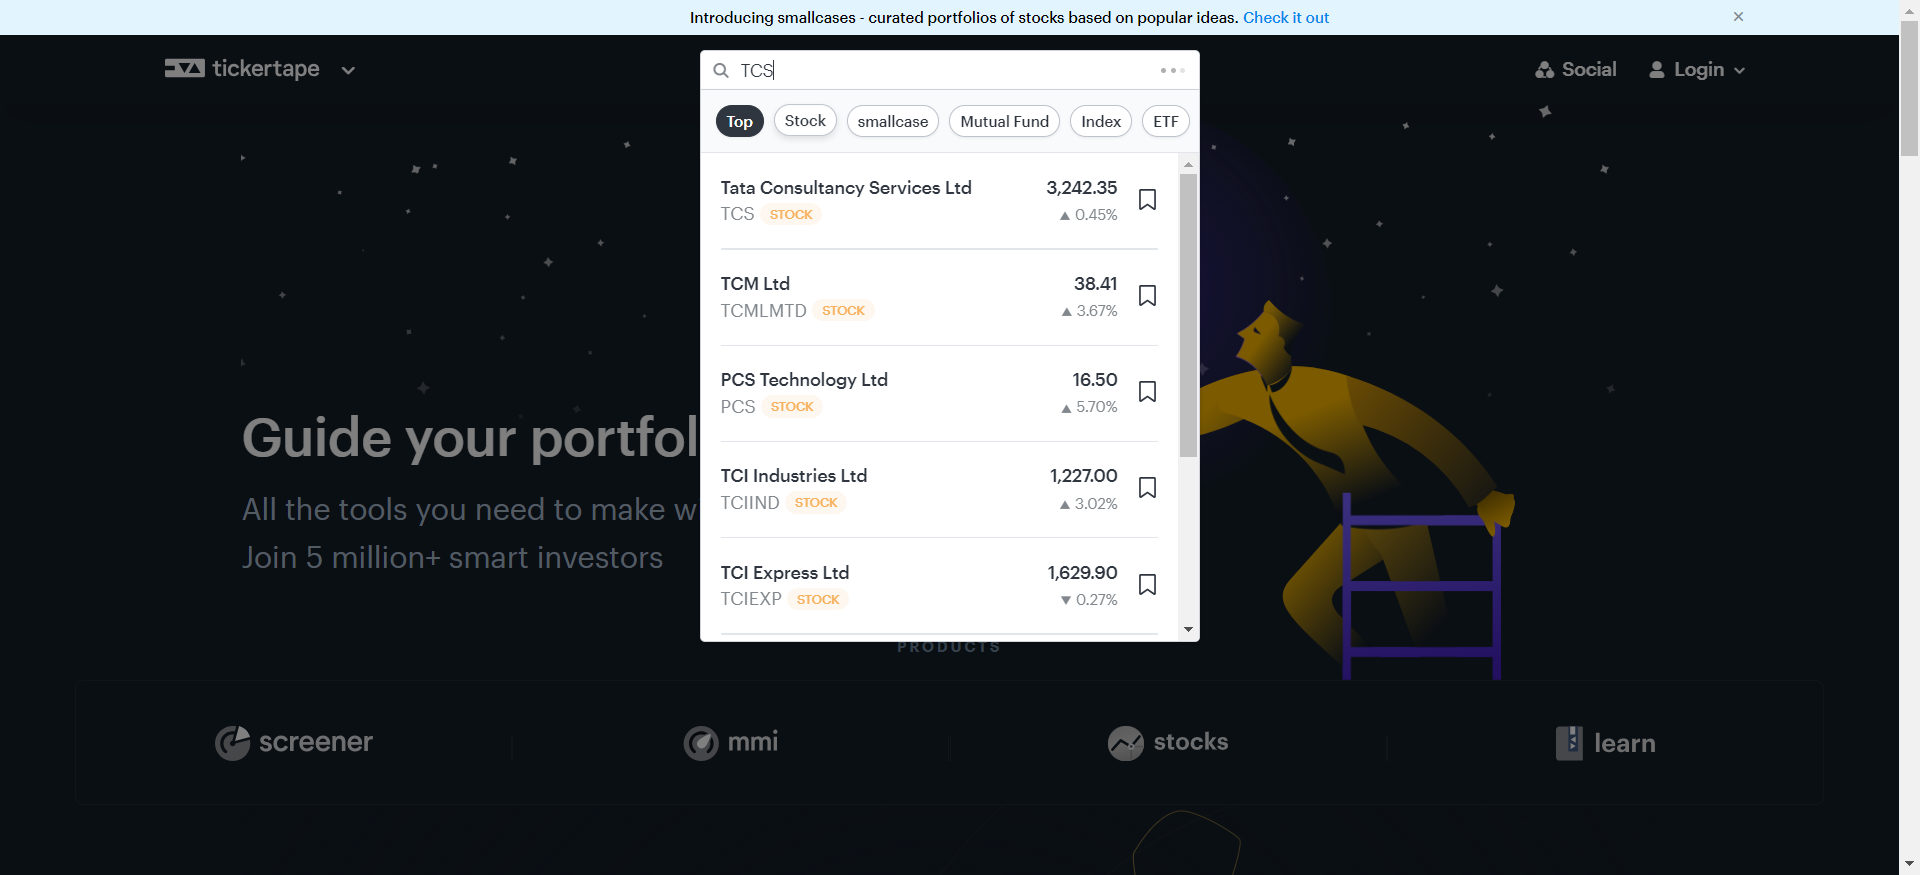 Introducing smallcases - curated portfolios of stocks based on popular ideas. Check it out
tickertape
TCS
Social
Login
Top
Stock
smallcase
Mutual Fund
Index
ETF
Tata Consultancy Services Ltd
3,242.35
TCS STOCK
0.45%
TCM Ltd
38.41
TCMLMTD STOCK
3.67%
PCS Technology Ltd
16.50
PCS STOCK
5.70%
TCI Industries Ltd
1,227.00
TCIIND STOCK
3.02%
TCI Express Ltd
1,629.90
TCIEXP STOCK
0.27%
Guide your portfol
All the tools you need to make w
Join 5 million+ smart investors
PRODUCTS
screener
mmi
stocks
learn